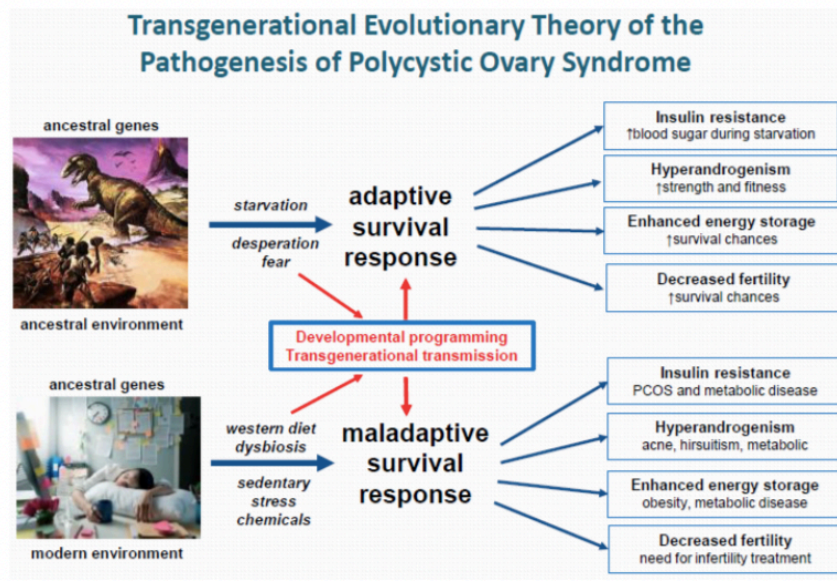 Transgenerational Evolutionary Theory of the
Pathogenesis of Polycystic Ovary Syndrome
ancestral genes
ancestral environment
starvation
desperation
fear
adaptive
survival
response
Insulin resistance
↑blood sugar during starvation
Hyperandrogenism
↑strength and fitness
Enhanced energy storage
↑survival chances
Decreased fertility
↑survival chances
Developmental programming
Transgenerational transmission
ancestral genes
modern environment
western diet
dysbiosis
sedentary
stress
chemicals
maladaptive
survival
response
Insulin resistance
PCOS and metabolic disease
Hyperandrogenism
acne, hirsuitism, metabolic
Enhanced energy storage
obesity, metabolic disease
Decreased fertility
need for infertility treatment